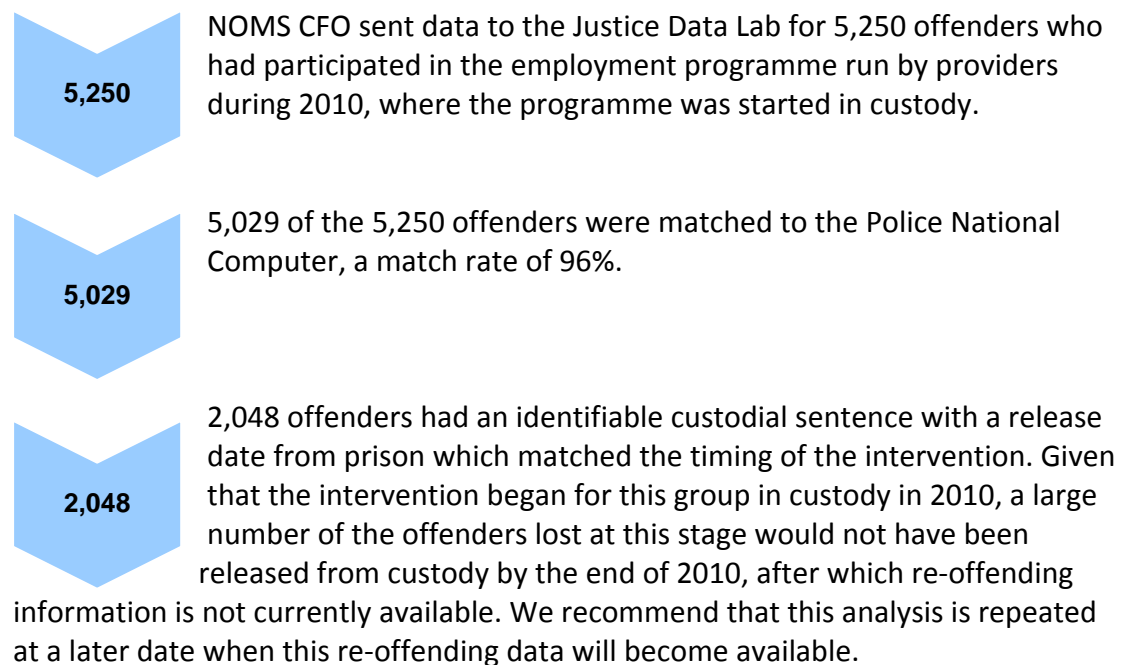 NOMS CFO sent data to the Justice Data Lab for 5,250 offenders who
had participated in the employment programme run by providers
5,250
during 2010, where the programme was started in custody.
5,029 of the 5,250 offenders were matched to the Police National
Computer, a match rate of 96%.
5,029
2,048 offenders had an identifiable custodial sentence with a release
date from prison which matched the timing of the intervention. Given
2,048
that the intervention began for this group in custody in 2010, a large
number of the offenders lost at this stage would not have been
released from custody by the end of 2010, after which re-offending
information is not currently available. We recommend that this analysis is repeated
at a later date when this re-offending data will become available.